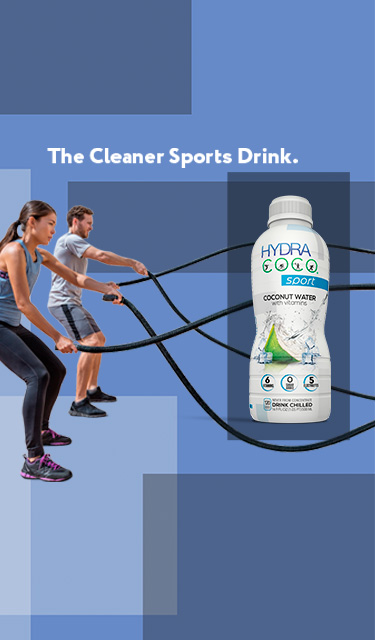 The Cleaner Sports Drink.
HYDRA
COCO
sport
COCONUT WATER
with vitamins
6
0
5
DRINK CHILLED